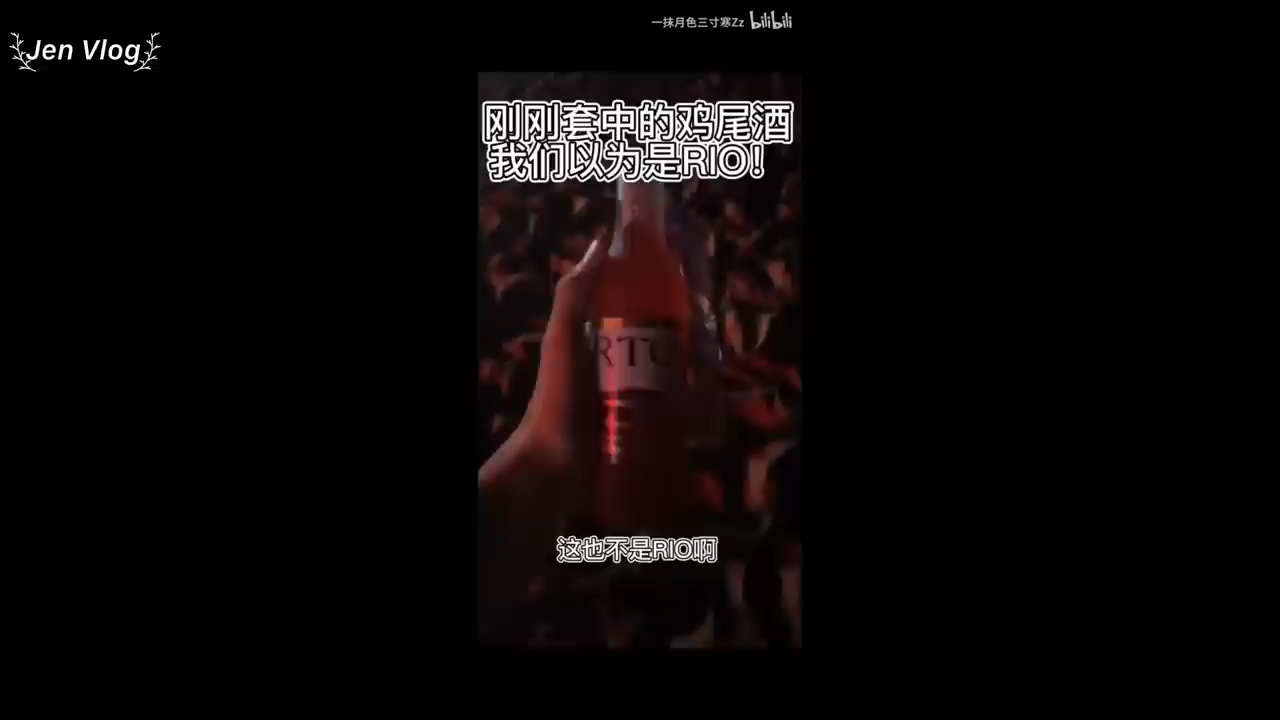 一抹月色三寸寒Zz bilibili
Jen Vlog
刚刚套中的鸡尾酒
我们以为是RIO！
RTO
这也不是RIO啊